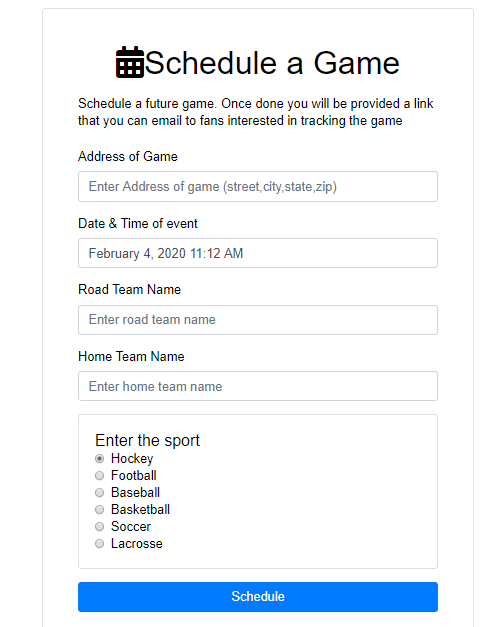 Schedule a Game
Schedule a future game. Once done you will be provided a link
that you can email to fans interested in tracking the game
Address of Game
Enter Address of game (street,city,state,zip)
Date & Time of event
February 4, 2020 11:12 AM
Road Team Name
Enter road team name
Home Team Name
Enter home team name
Enter the sport
Hockey
Football
Baseball
Basketball
Soccer
Lacrosse
Schedule